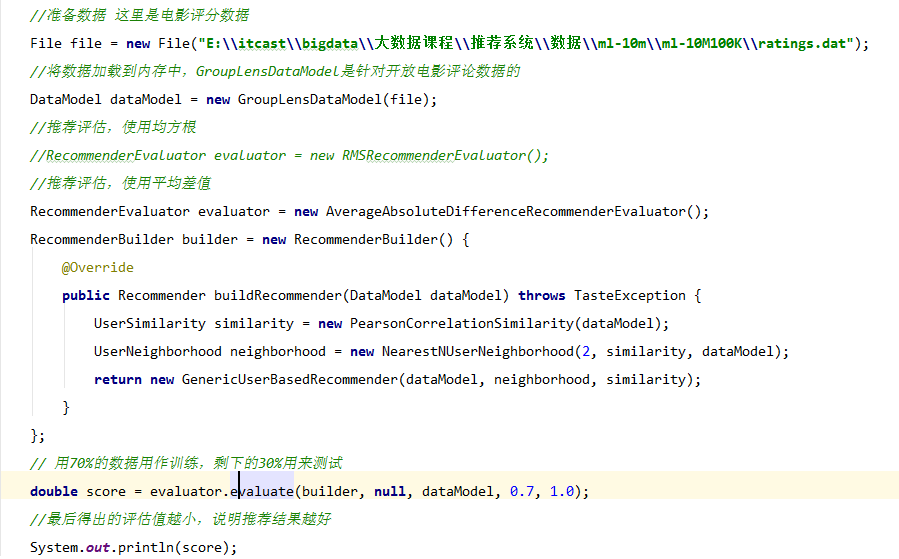 //准备数据 这里是电影评分数据
File file = new File("E:\\itcast\\bigdata\\大数据课程\\推荐系统\\数据\\ml-10m\\ml-10M100K\\ratings.dat");
//将数据加载到内存中，GroupLensDataModel是针对开放电影评论数据的
DataModel dataModel = new GroupLensDataModel(file);
//推荐评估，使用均方根
//RecommenderEvaluator evaluator = new RMSRecommenderEvaluator();
//推荐评估，使用平均差值
RecommenderEvaluator evaluator = new AverageAbsoluteDifferenceRecommenderEvaluator();
RecommenderBuilder builder = new RecommenderBuilder() {
@Override
public Recommender buildRecommender(DataModel dataModel) throws TasteException {
UserSimilarity similarity = new PearsonCorrelationSimilarity(dataModel);
UserNeighborhood neighborhood = new NearestNUserNeighborhood(2, similarity, dataModel);
return new GenericUserBasedRecommender(dataModel, neighborhood, similarity);
}
};
// 用70%的数据用作训练，剩下的30%用来测试
double score = evaluator.evaluate(builder, null, dataModel, 0.7, 1.0);
//最后得出的评估值越小，说明推荐结果越好
System.out.println(score);